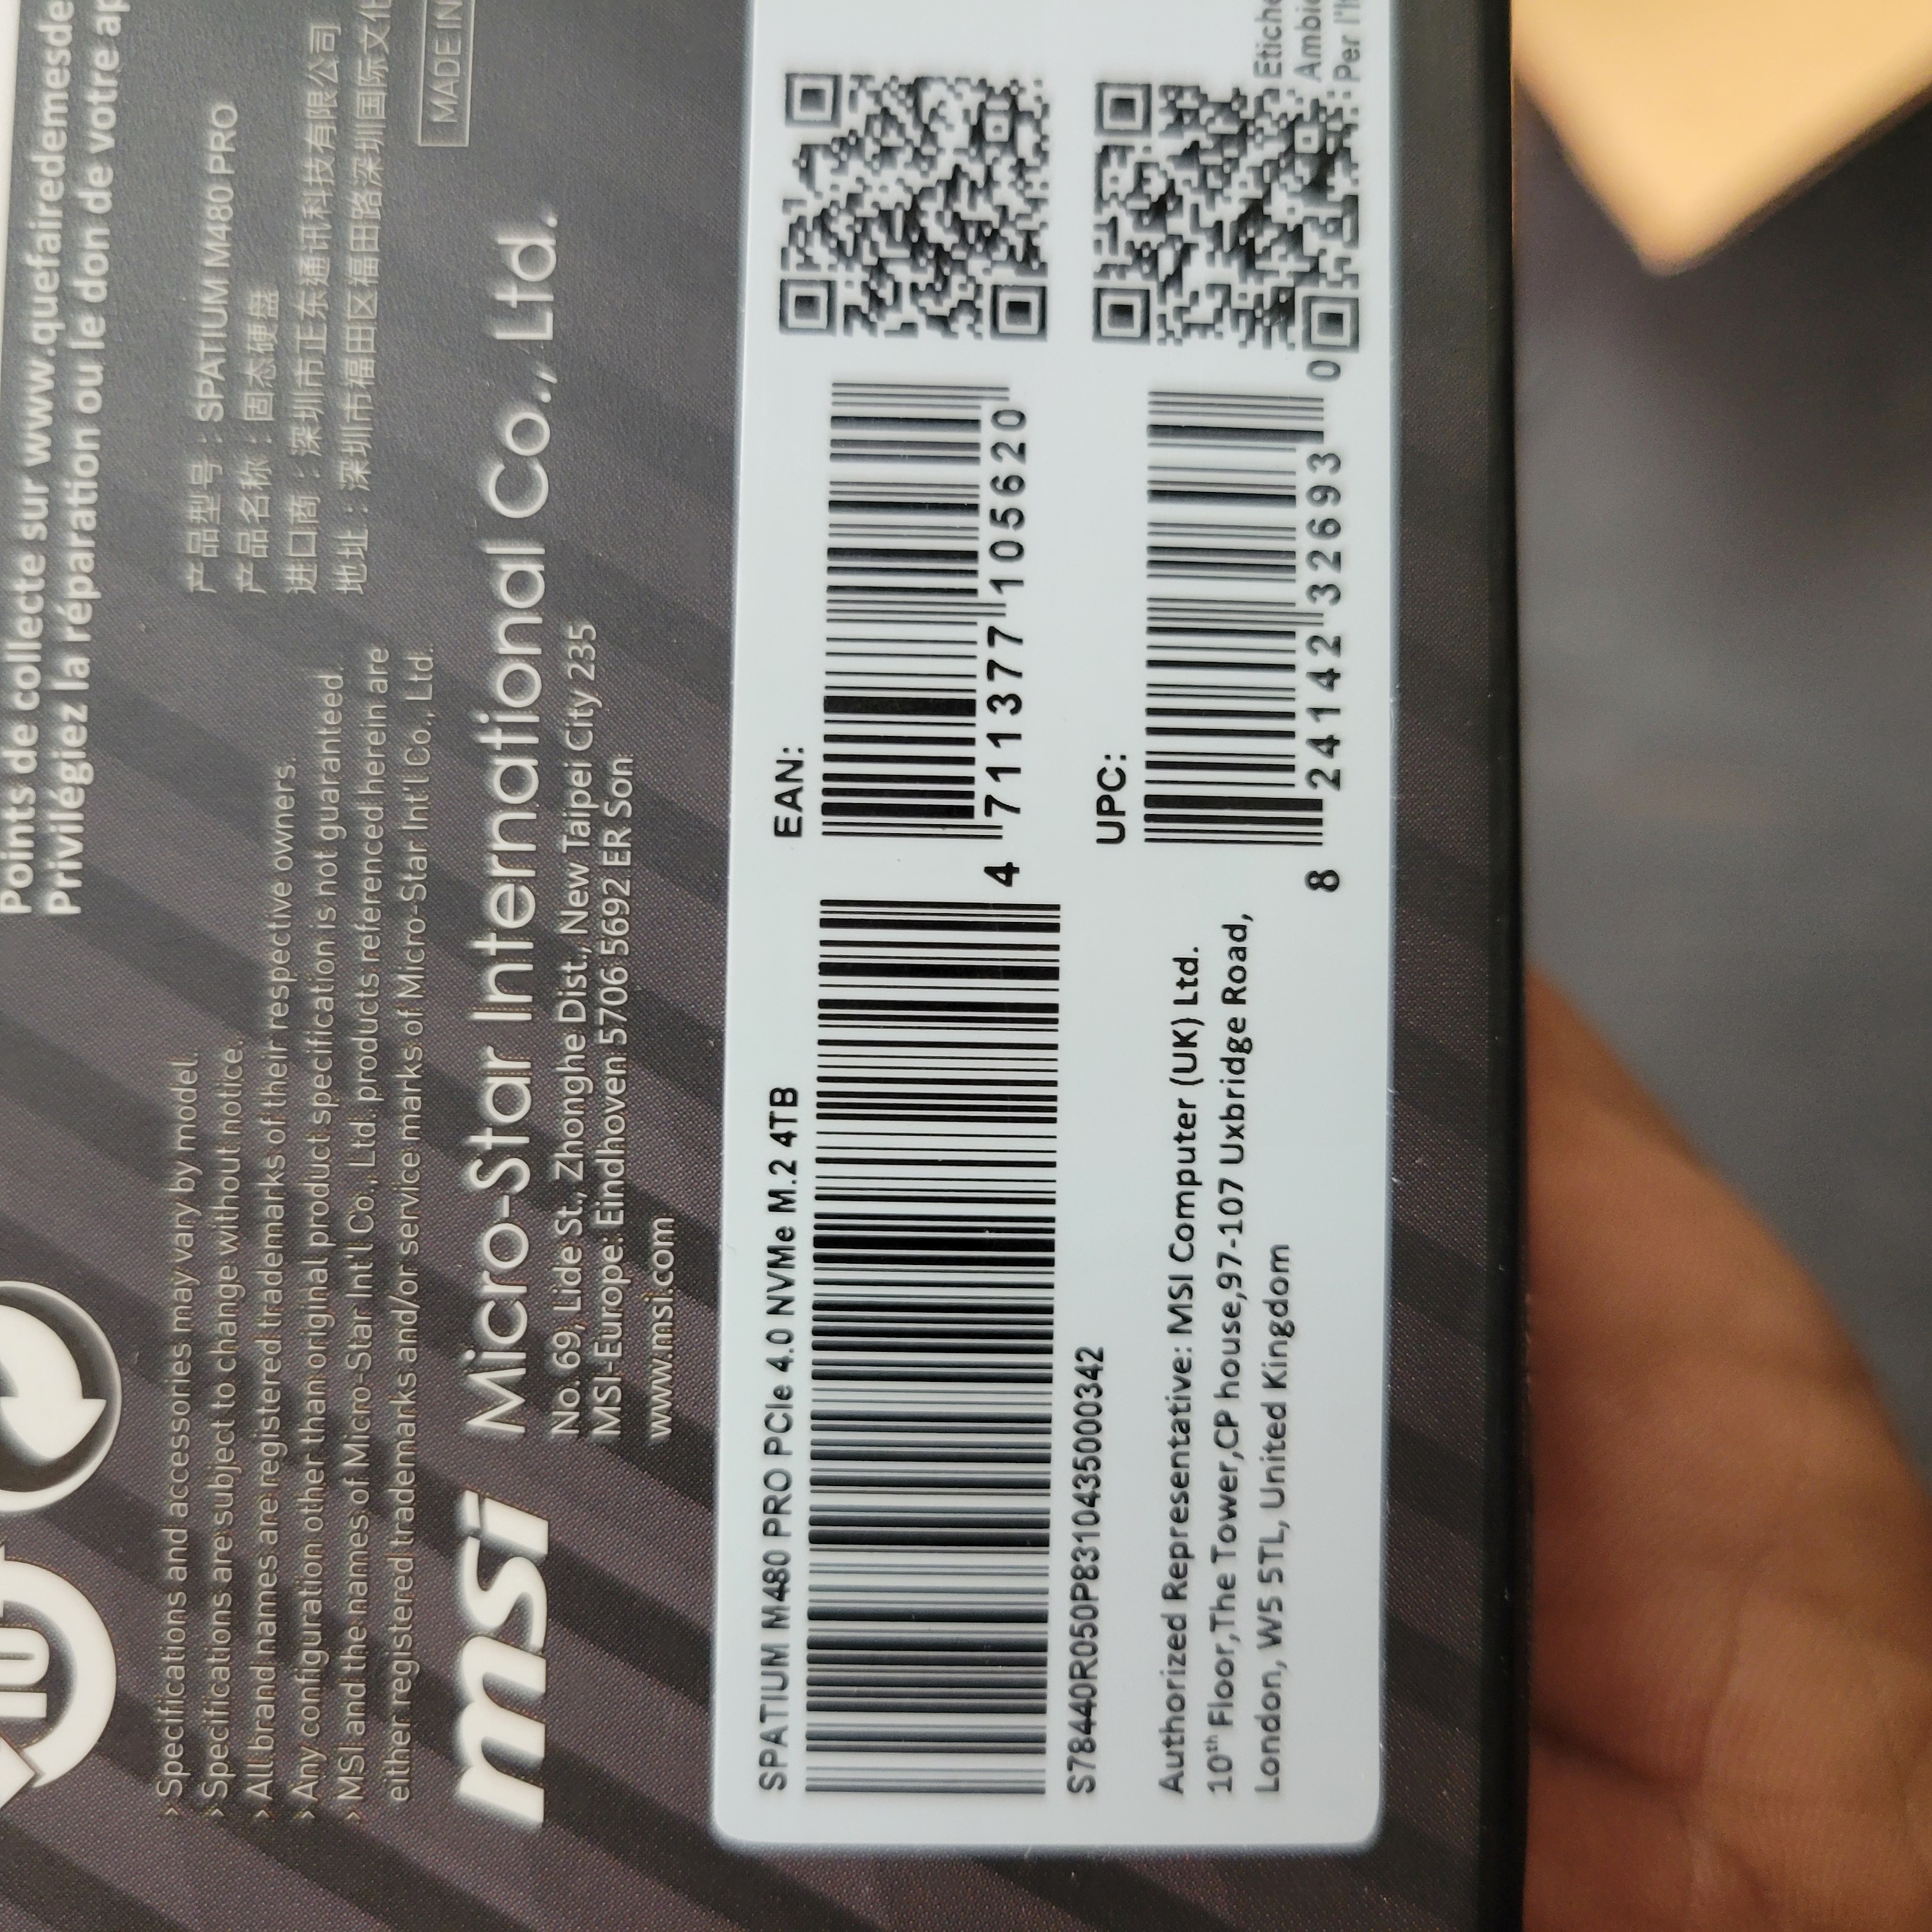 Points de collecte sur www.quefairedemesde
Privilégiez la réparation ou le don de votre ap
产品型号：SPATIUM M480 PRO
产品名称：固态硬盘
进口商：深圳市正东通讯科技有限公司
地址：深圳市福田区福田路深圳国际文化
MADE IN
› Specifications and accessories may vary by model.
› Specifications are subject to change without notice.
› All brand names are registered trademarks of their respective owners.
› Any configuration other than original product specification is not guaranteed.
› MSI and the names of Micro-Star Int'l Co., Ltd. products referenced herein are
either registered trademarks and/or service marks of Micro-Star Int'l Co., Ltd.
msi
Micro-Star International Co., Ltd.
No. 69, Lide St., Zhonghe Dist., New Taipei City 235
MSI-Europe: Eindhoven 5706 5692 ER Son
www.msi.com
SPATIUM M480 PRO PCIe 4.0 NVMe M.2 4TB
S78440R050P8310435000342
EAN:
4 711377 105620
UPC:
8 24142 32693 0
Authorized Representative: MSI Computer (UK) Ltd.
10th Floor,The Tower,CP house,97-107 Uxbridge Road,
London, W5 5TL, United Kingdom
Etiche
Ambie
Per l'i